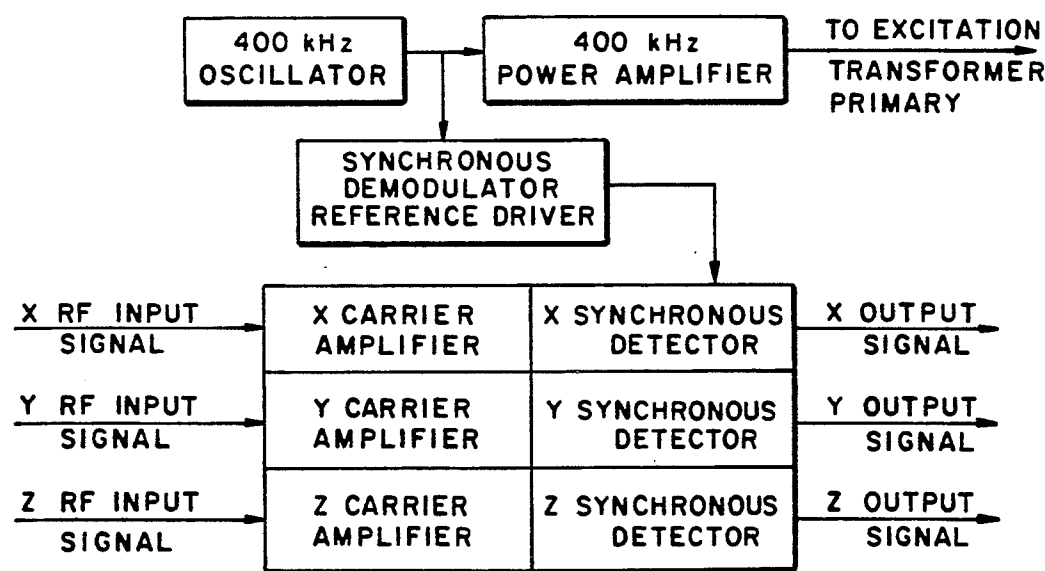 400 kHz
OSCILLATOR
400 kHz
POWER AMPLIFIER
TO EXCITATION
TRANSFORMER
PRIMARY
SYNCHRONOUS
DEMODULATOR
REFERENCE DRIVER
X RF INPUT
SIGNAL
X CARRIER
AMPLIFIER
X SYNCHRONOUS
DETECTOR
X OUTPUT
SIGNAL
Y RF INPUT
SIGNAL
Y CARRIER
AMPLIFIER
Y SYNCHRONOUS
DETECTOR
Y OUTPUT
SIGNAL
Z RF INPUT
SIGNAL
Z CARRIER
AMPLIFIER
Z SYNCHRONOUS
DETECTOR
Z OUTPUT
SIGNAL